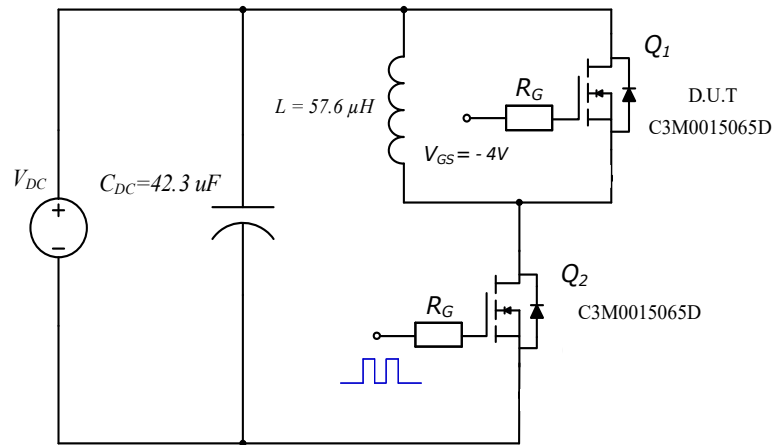 Q1
RG
D.U.T
C3M0015065D
L = 57.6 µH
VGS = - 4V
VDC
CDC=42.3 uF
+
−
Q2
RG
C3M0015065D